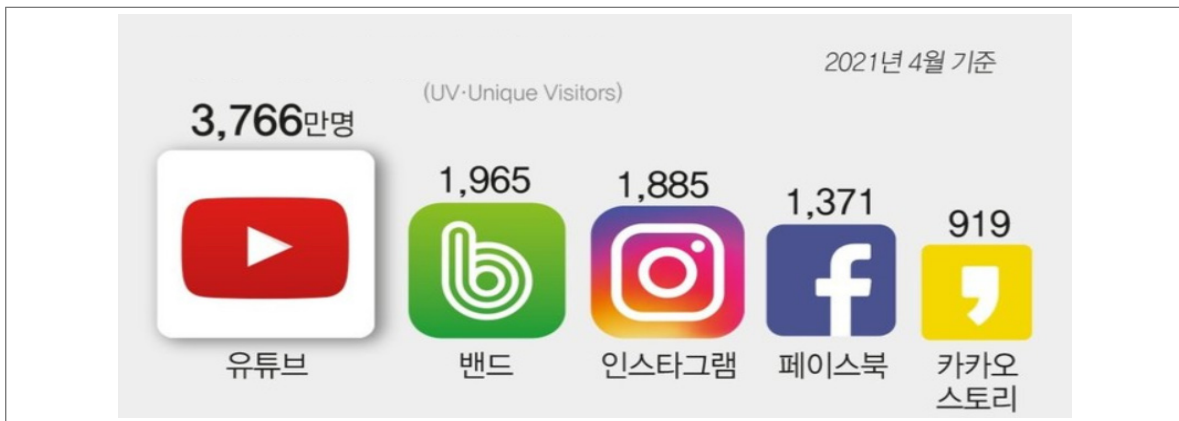 2021년 4월 기준
(UV·Unique Visitors)
3,766만명
1,965
1,885
1,371
919
유튜브
밴드
인스타그램
페이스북
카카오
스토리